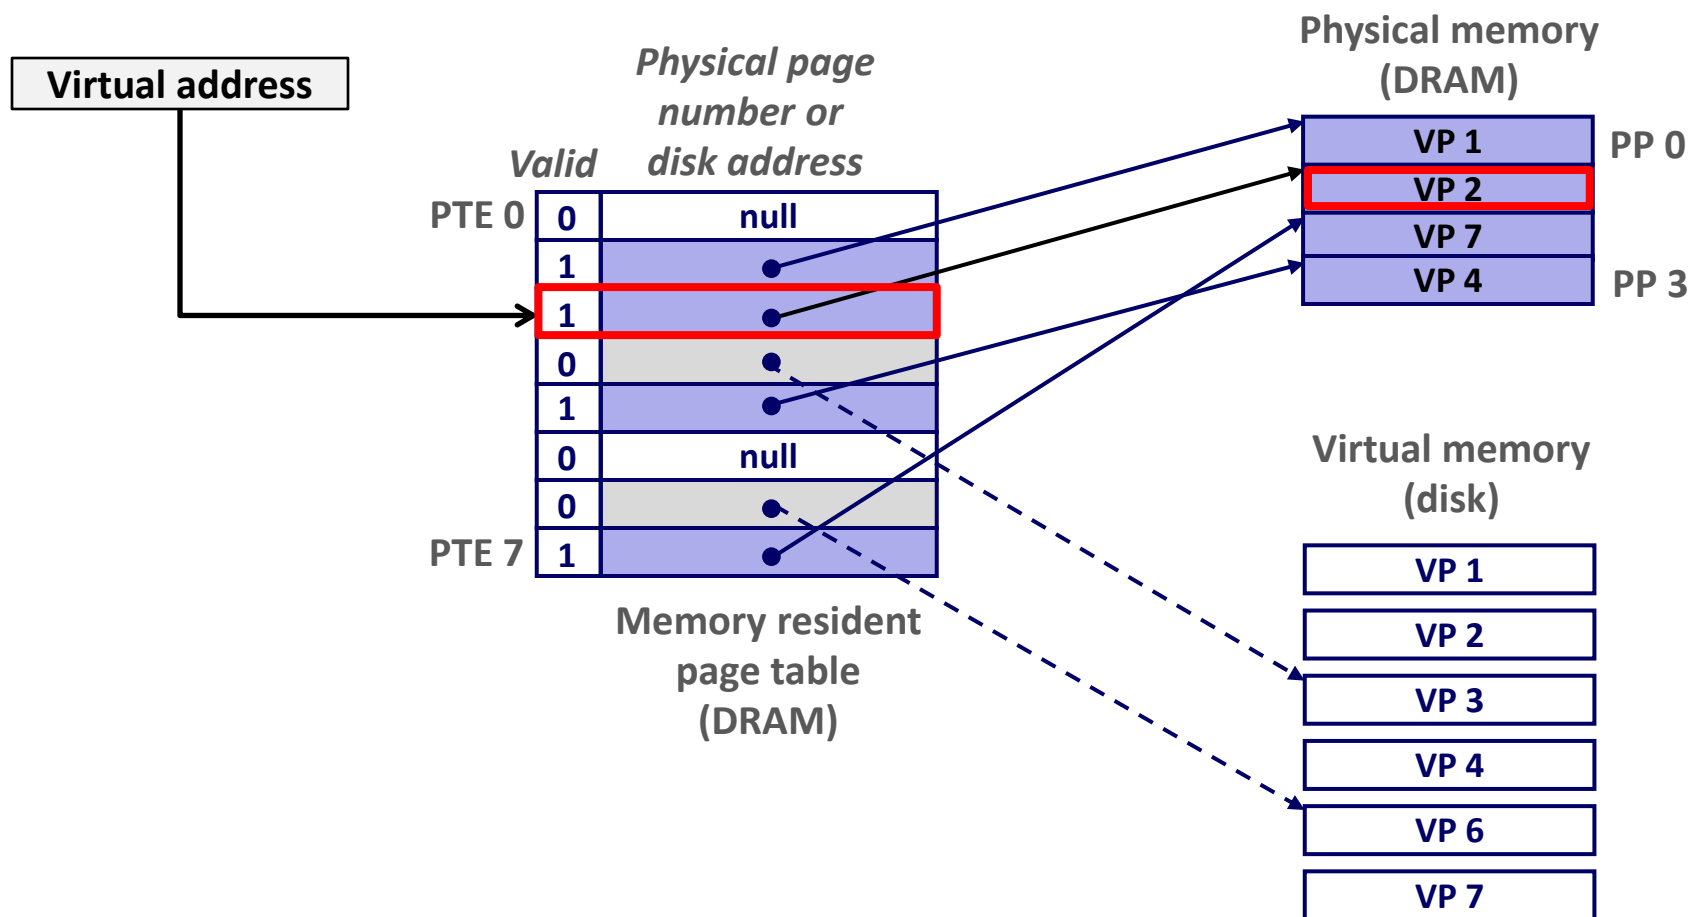 Virtual address
Physical page
number or
disk address
Valid
PTE 0
0
null
1
1
0
1
0
null
0
PTE 7
1
Memory resident
page table
(DRAM)
Physical memory
(DRAM)
VP 1
PP 0
VP 2
VP 7
VP 4
PP 3
Virtual memory
(disk)
VP 1
VP 2
VP 3
VP 4
VP 6
VP 7